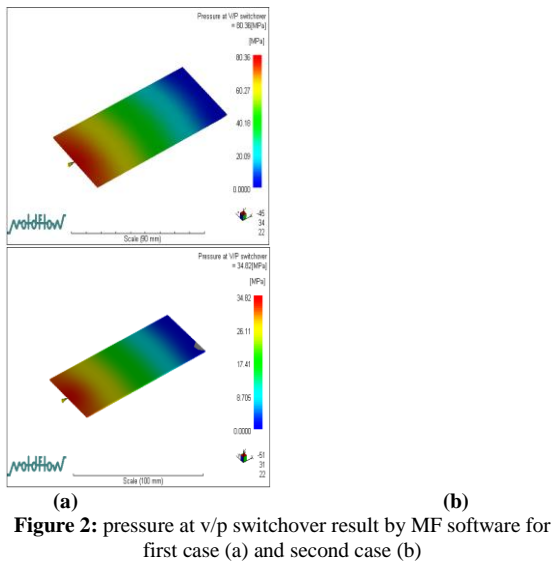 Pressure at V/P switchover
= 80.36[MPa]
[MPa]
80.36
60.27
40.18
20.09
0.0000
-45
34
22
moldflow
Scale (90 mm)
Pressure at V/P switchover
= 34.82[MPa]
[MPa]
34.82
26.11
17.41
8.705
0.0000
-51
31
22
moldflow
Scale (100 mm)
(a) (b)
Figure 2: pressure at v/p switchover result by MF software for
first case (a) and second case (b)